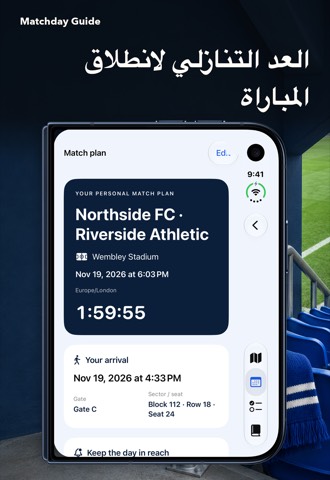 Matchday Guide
العد التنازلي لانطلاق
المباراة
Match plan
Ed..
9:41
YOUR PERSONAL MATCH PLAN
Northside FC ·
Riverside Athletic
Wembley Stadium
Nov 19, 2026 at 6:03 PM
Europe/London
1:59:55
Your arrival
Nov 19, 2026 at 4:33 PM
Gate
Gate C
Sector / seat
Block 112 · Row 18 ·
Seat 24
Keep the day in reach